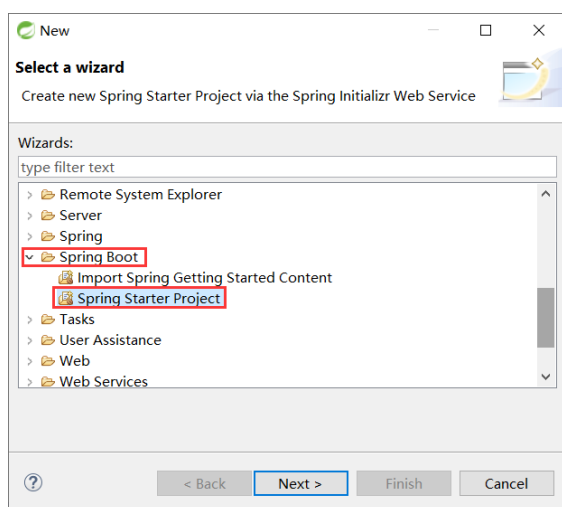 New
Select a wizard
Create new Spring Starter Project via the Spring Initializr Web Service
Wizards:
type filter text
Remote System Explorer
Server
Spring
Spring Boot
Import Spring Getting Started Content
Spring Starter Project
Tasks
User Assistance
Web
Web Services
? < Back Next > Finish Cancel